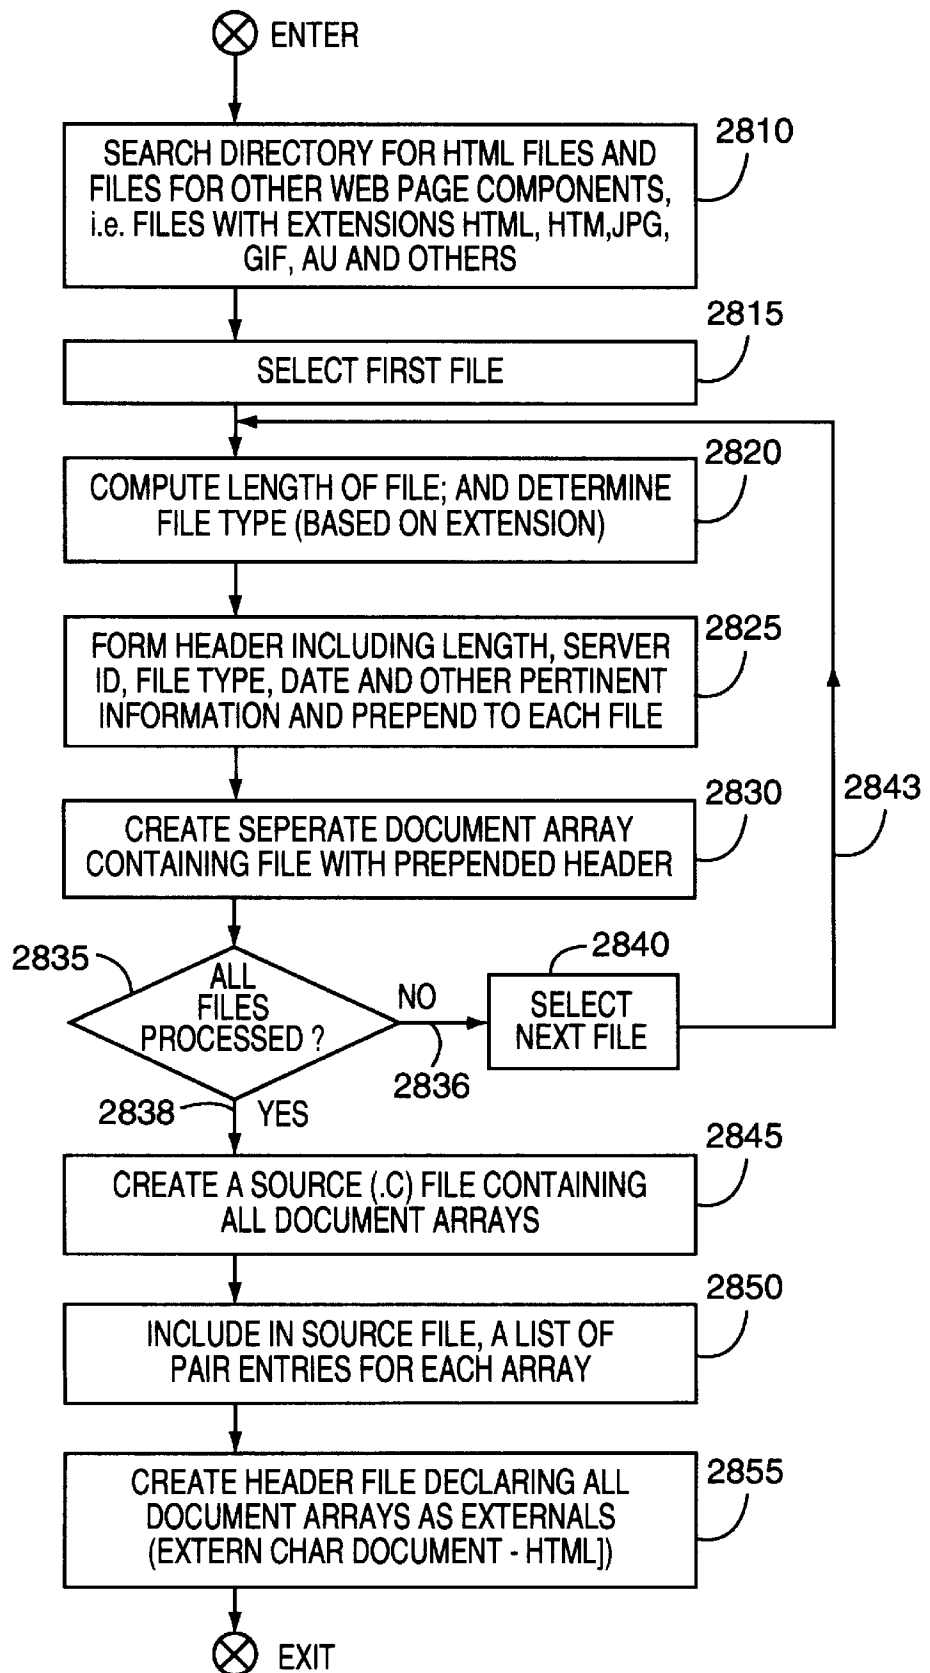 ENTER
2810
SEARCH DIRECTORY FOR HTML FILES AND
FILES FOR OTHER WEB PAGE COMPONENTS,
i.e. FILES WITH EXTENSIONS HTML, HTM,JPG,
GIF, AU AND OTHERS
2815
SELECT FIRST FILE
2820
COMPUTE LENGTH OF FILE; AND DETERMINE
FILE TYPE (BASED ON EXTENSION)
2825
FORM HEADER INCLUDING LENGTH, SERVER
ID, FILE TYPE, DATE AND OTHER PERTINENT
INFORMATION AND PREPEND TO EACH FILE
2830
2843
CREATE SEPERATE DOCUMENT ARRAY
CONTAINING FILE WITH PREPENDED HEADER
2835
ALL
FILES
PROCESSED ?
NO
2836
2840
SELECT
NEXT FILE
2838
YES
2845
CREATE A SOURCE (.C) FILE CONTAINING
ALL DOCUMENT ARRAYS
2850
INCLUDE IN SOURCE FILE, A LIST OF
PAIR ENTRIES FOR EACH ARRAY
2855
CREATE HEADER FILE DECLARING ALL
DOCUMENT ARRAYS AS EXTERNALS
(EXTERN CHAR DOCUMENT - HTML])
EXIT